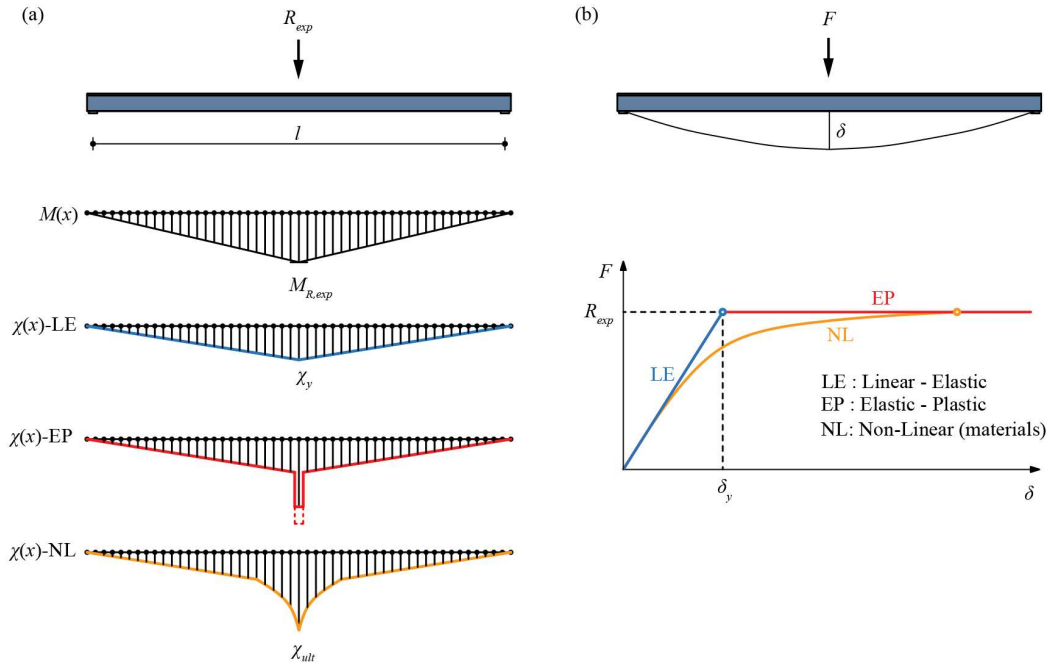 (a)
R_exp
l
M(x)
M_R,exp
χ(x)-LE
χ_y
χ(x)-EP
χ(x)-NL
χ_ult
(b)
F
δ
F
R_exp
EP
NL
LE
LE : Linear - Elastic
EP : Elastic - Plastic
NL: Non-Linear (materials)
δ_y
δ